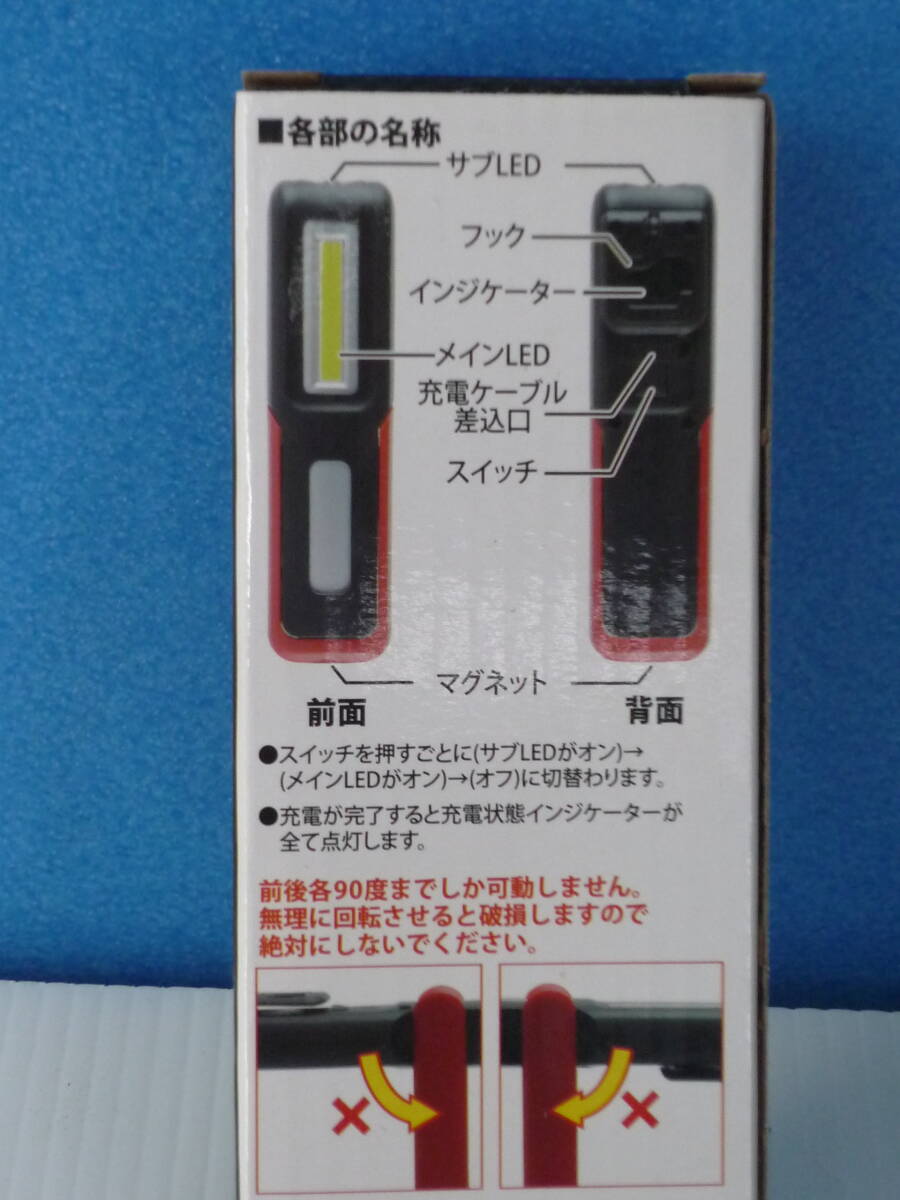 ■各部の名称
サブLED
フック
インジケーター
メインLED
充電ケーブル
差込口
スイッチ
マグネット
前面
背面
●スイッチを押すごとに(サブLEDがオン)→
(メインLEDがオン)→(オフ)に切替わります。
●充電が完了すると充電状態インジケーターが
全て点灯します。
前後各90度までしか可動しません。
無理に回転させると破損しますので
絶対にしないでください。